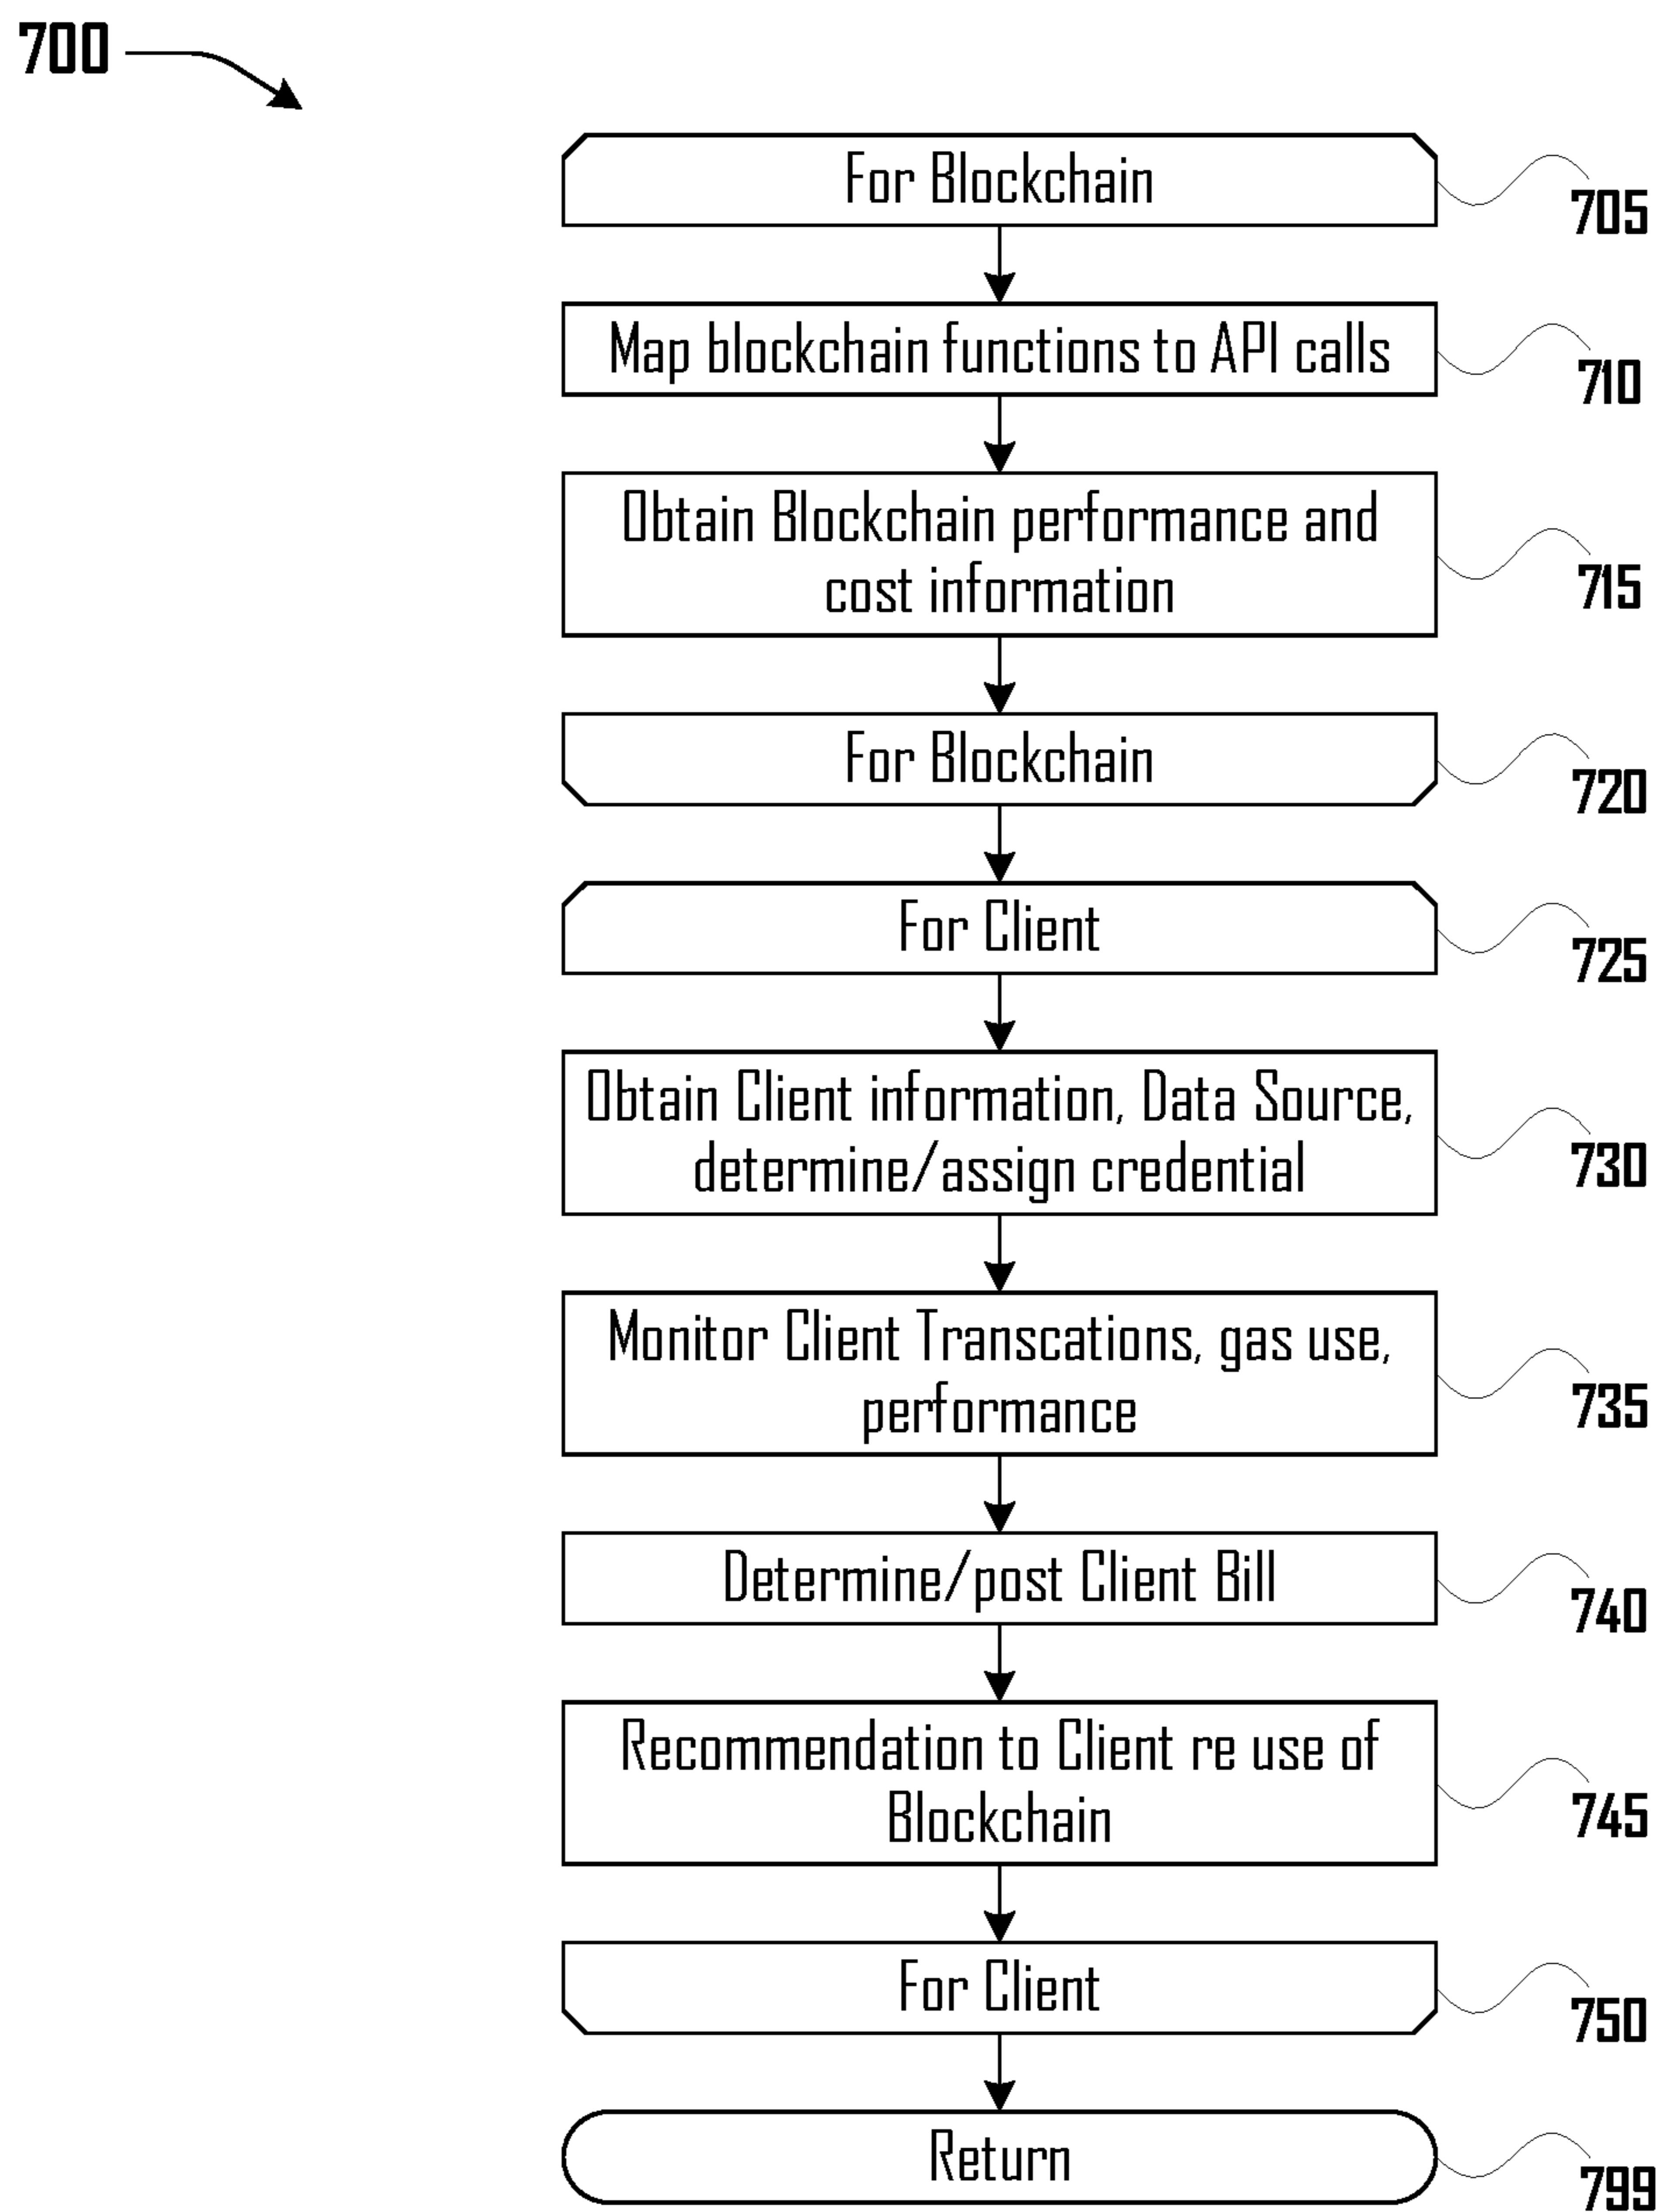 700
For Blockchain
705
Map blockchain functions to API calls
710
Obtain Blockchain performance and
cost information
715
For Blockchain
720
For Client
725
Obtain Client information, Data Source,
determine/assign credential
730
Monitor Client Transcations, gas use,
performance
735
Determine/post Client Bill
740
Recommendation to Client re use of
Blockchain
745
For Client
750
Return
799